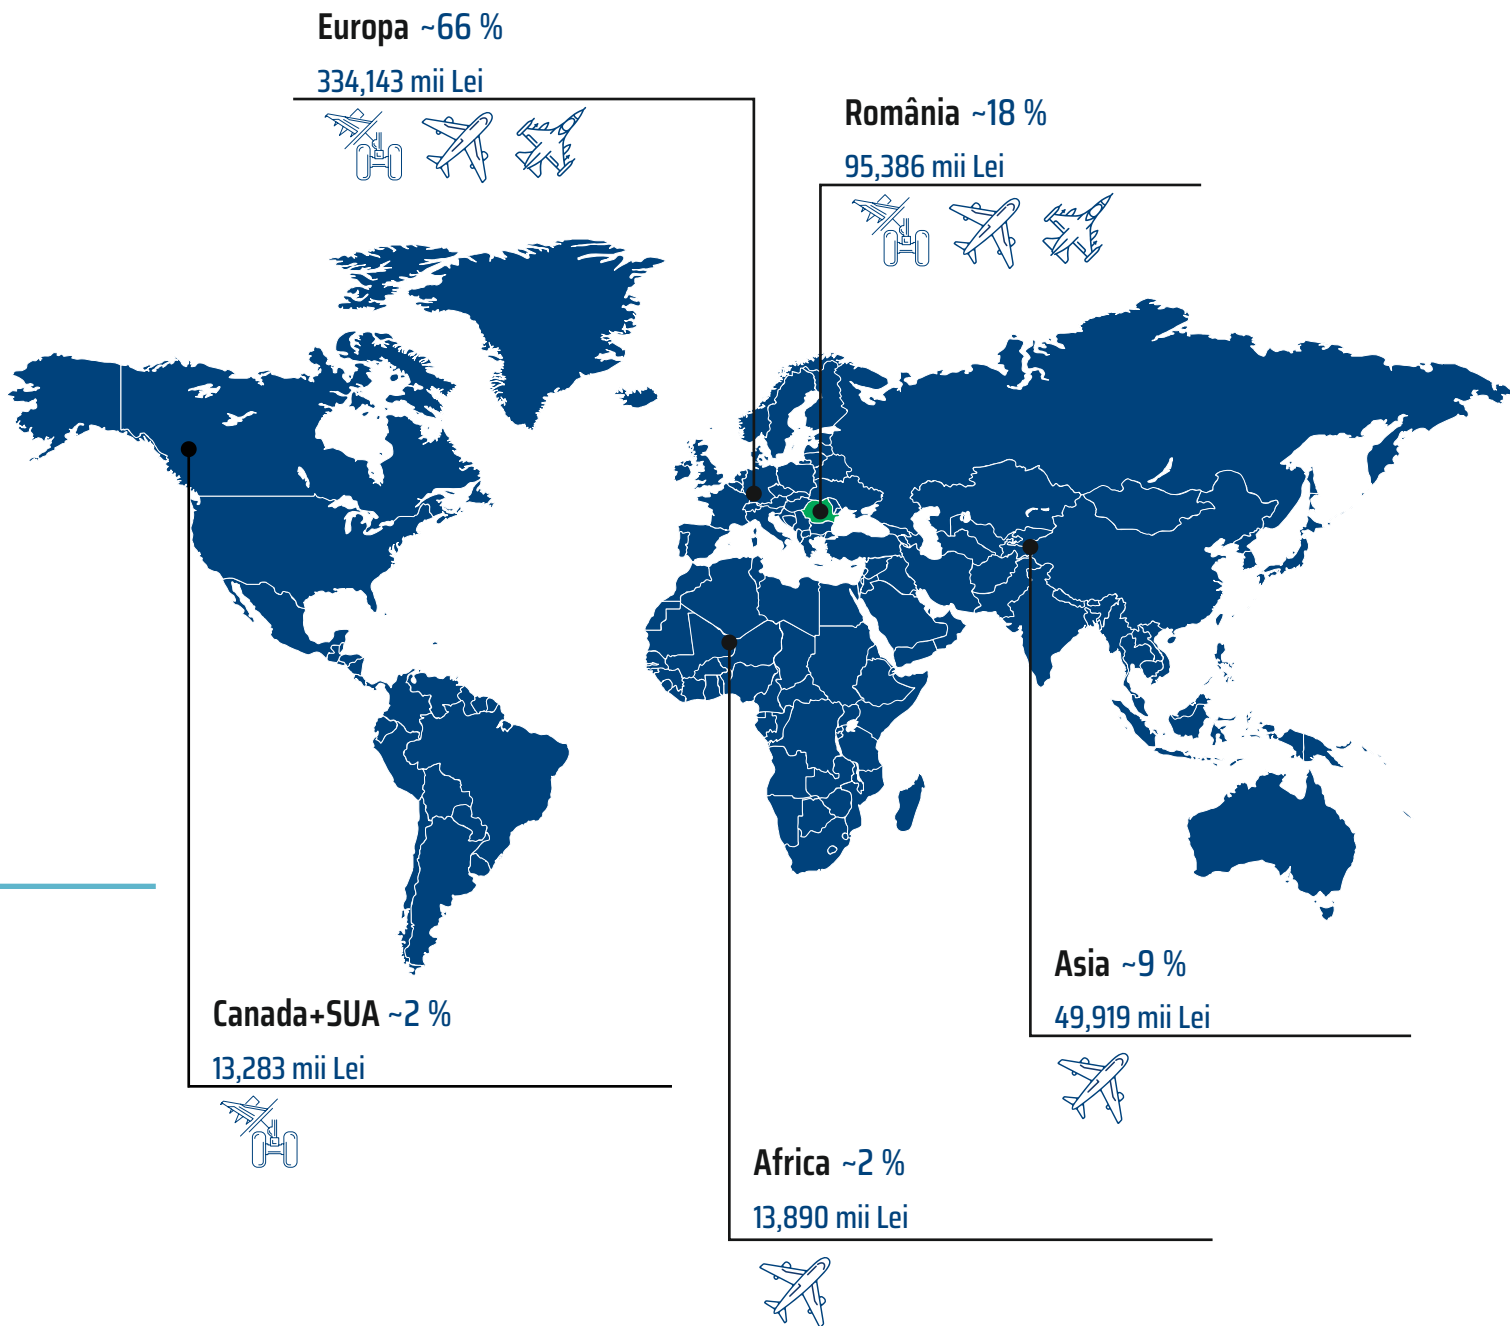 Europa ~66 %
334,143 mii Lei
România ~18 %
95,386 mii Lei
Asia ~9 %
49,919 mii Lei
Canada+SUA ~2 %
13,283 mii Lei
Africa ~2 %
13,890 mii Lei